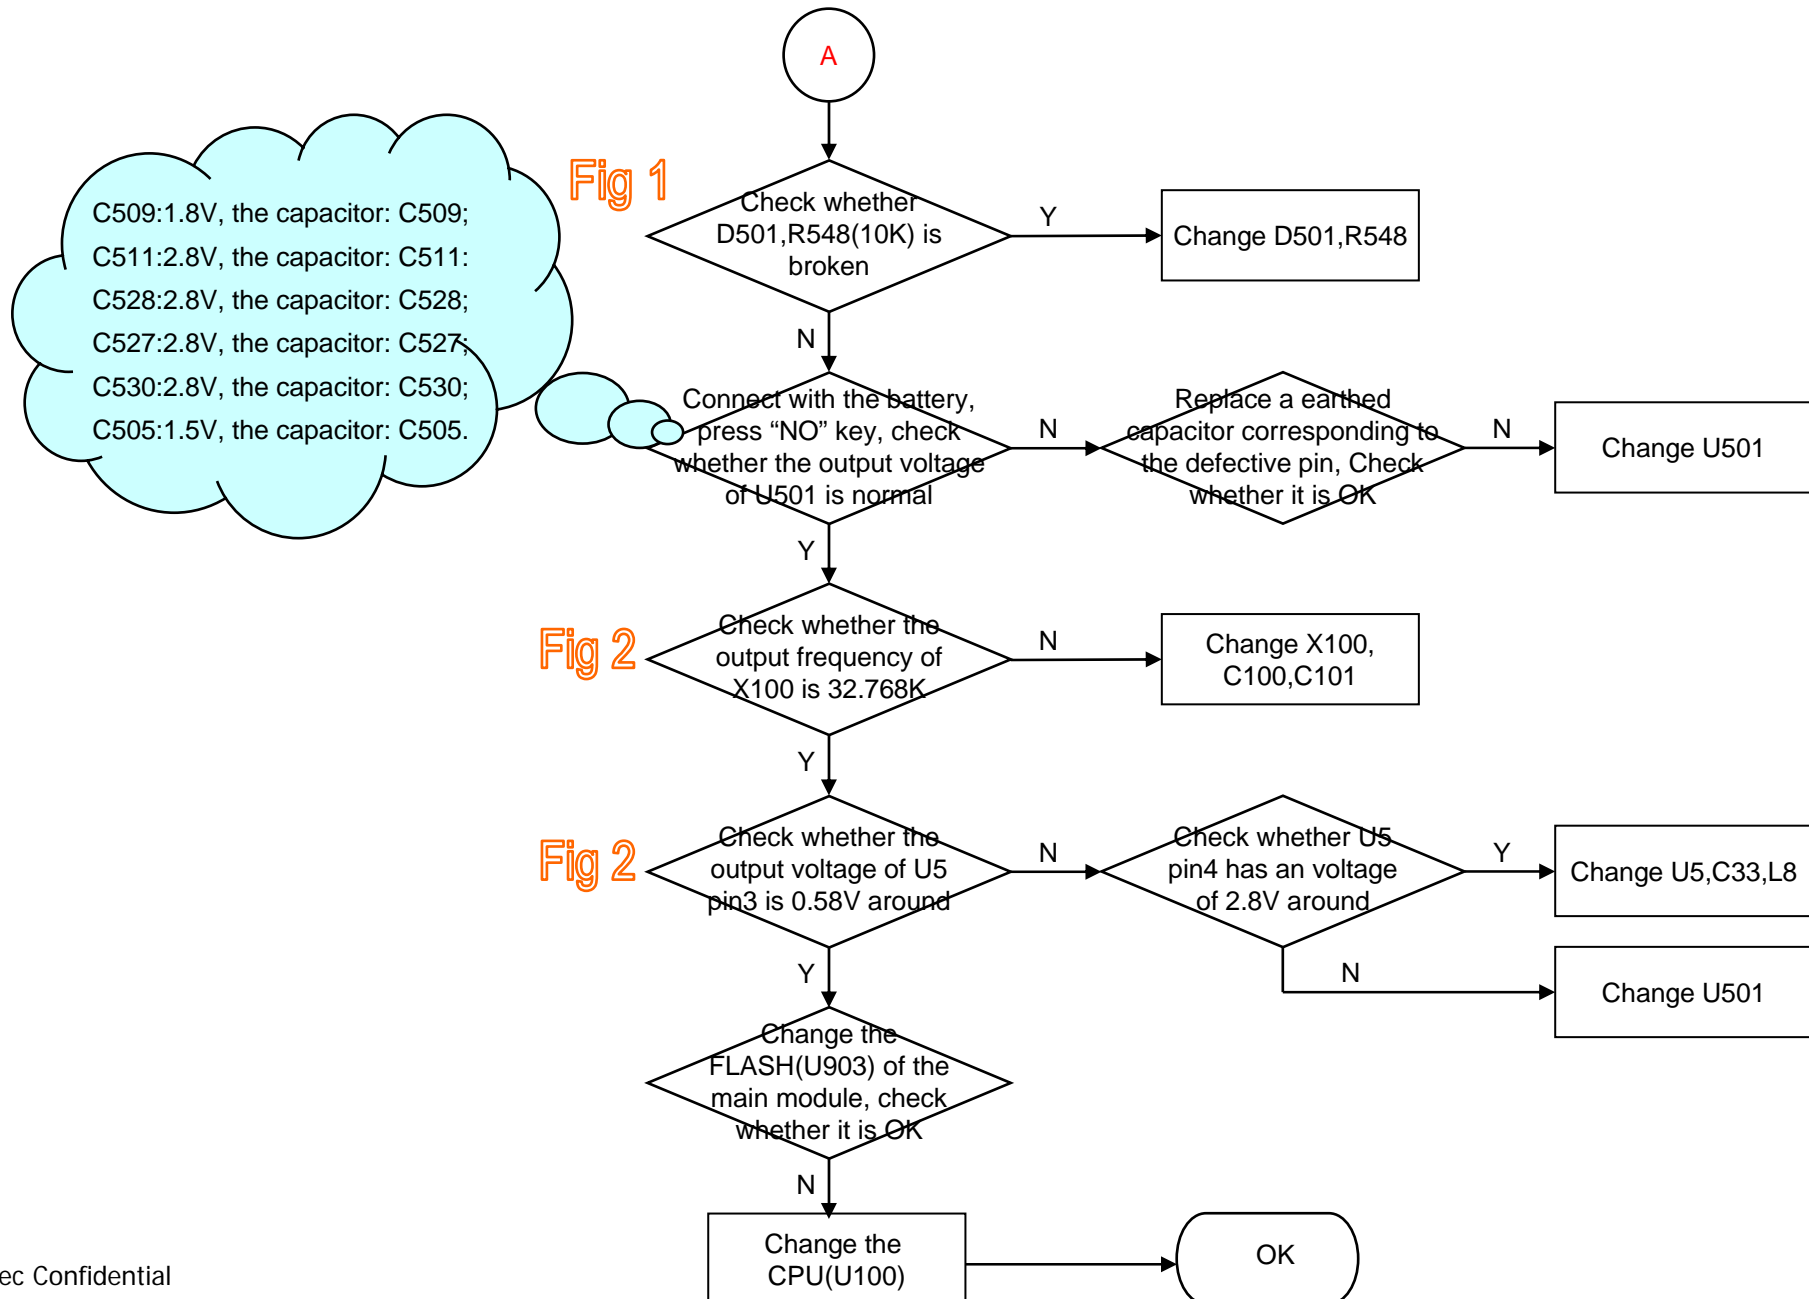 A
Fig 1
Check whether
D501,R548(10K) is
broken
Y
Change D501,R548
N
C509:1.8V, the capacitor: C509;
C511:2.8V, the capacitor: C511:
C528:2.8V, the capacitor: C528;
C527:2.8V, the capacitor: C527;
C530:2.8V, the capacitor: C530;
C505:1.5V, the capacitor: C505.
Connect with the battery,
press “NO” key, check
whether the output voltage
of U501 is normal
N
Replace a earthed
capacitor corresponding to
the defective pin, Check
whether it is OK
N
Change U501
Y
Fig 2
Check whether the
output frequency of
X100 is 32.768K
N
Change X100,
C100,C101
Y
Fig 2
Check whether the
output voltage of U5
pin3 is 0.58V around
N
Check whether U5
pin4 has an voltage
of 2.8V around
Y
Change U5,C33,L8
N
Change U501
Y
Change the
FLASH(U903) of the
main module, check
whether it is OK
N
Change the
CPU(U100)
OK
ec Confidential